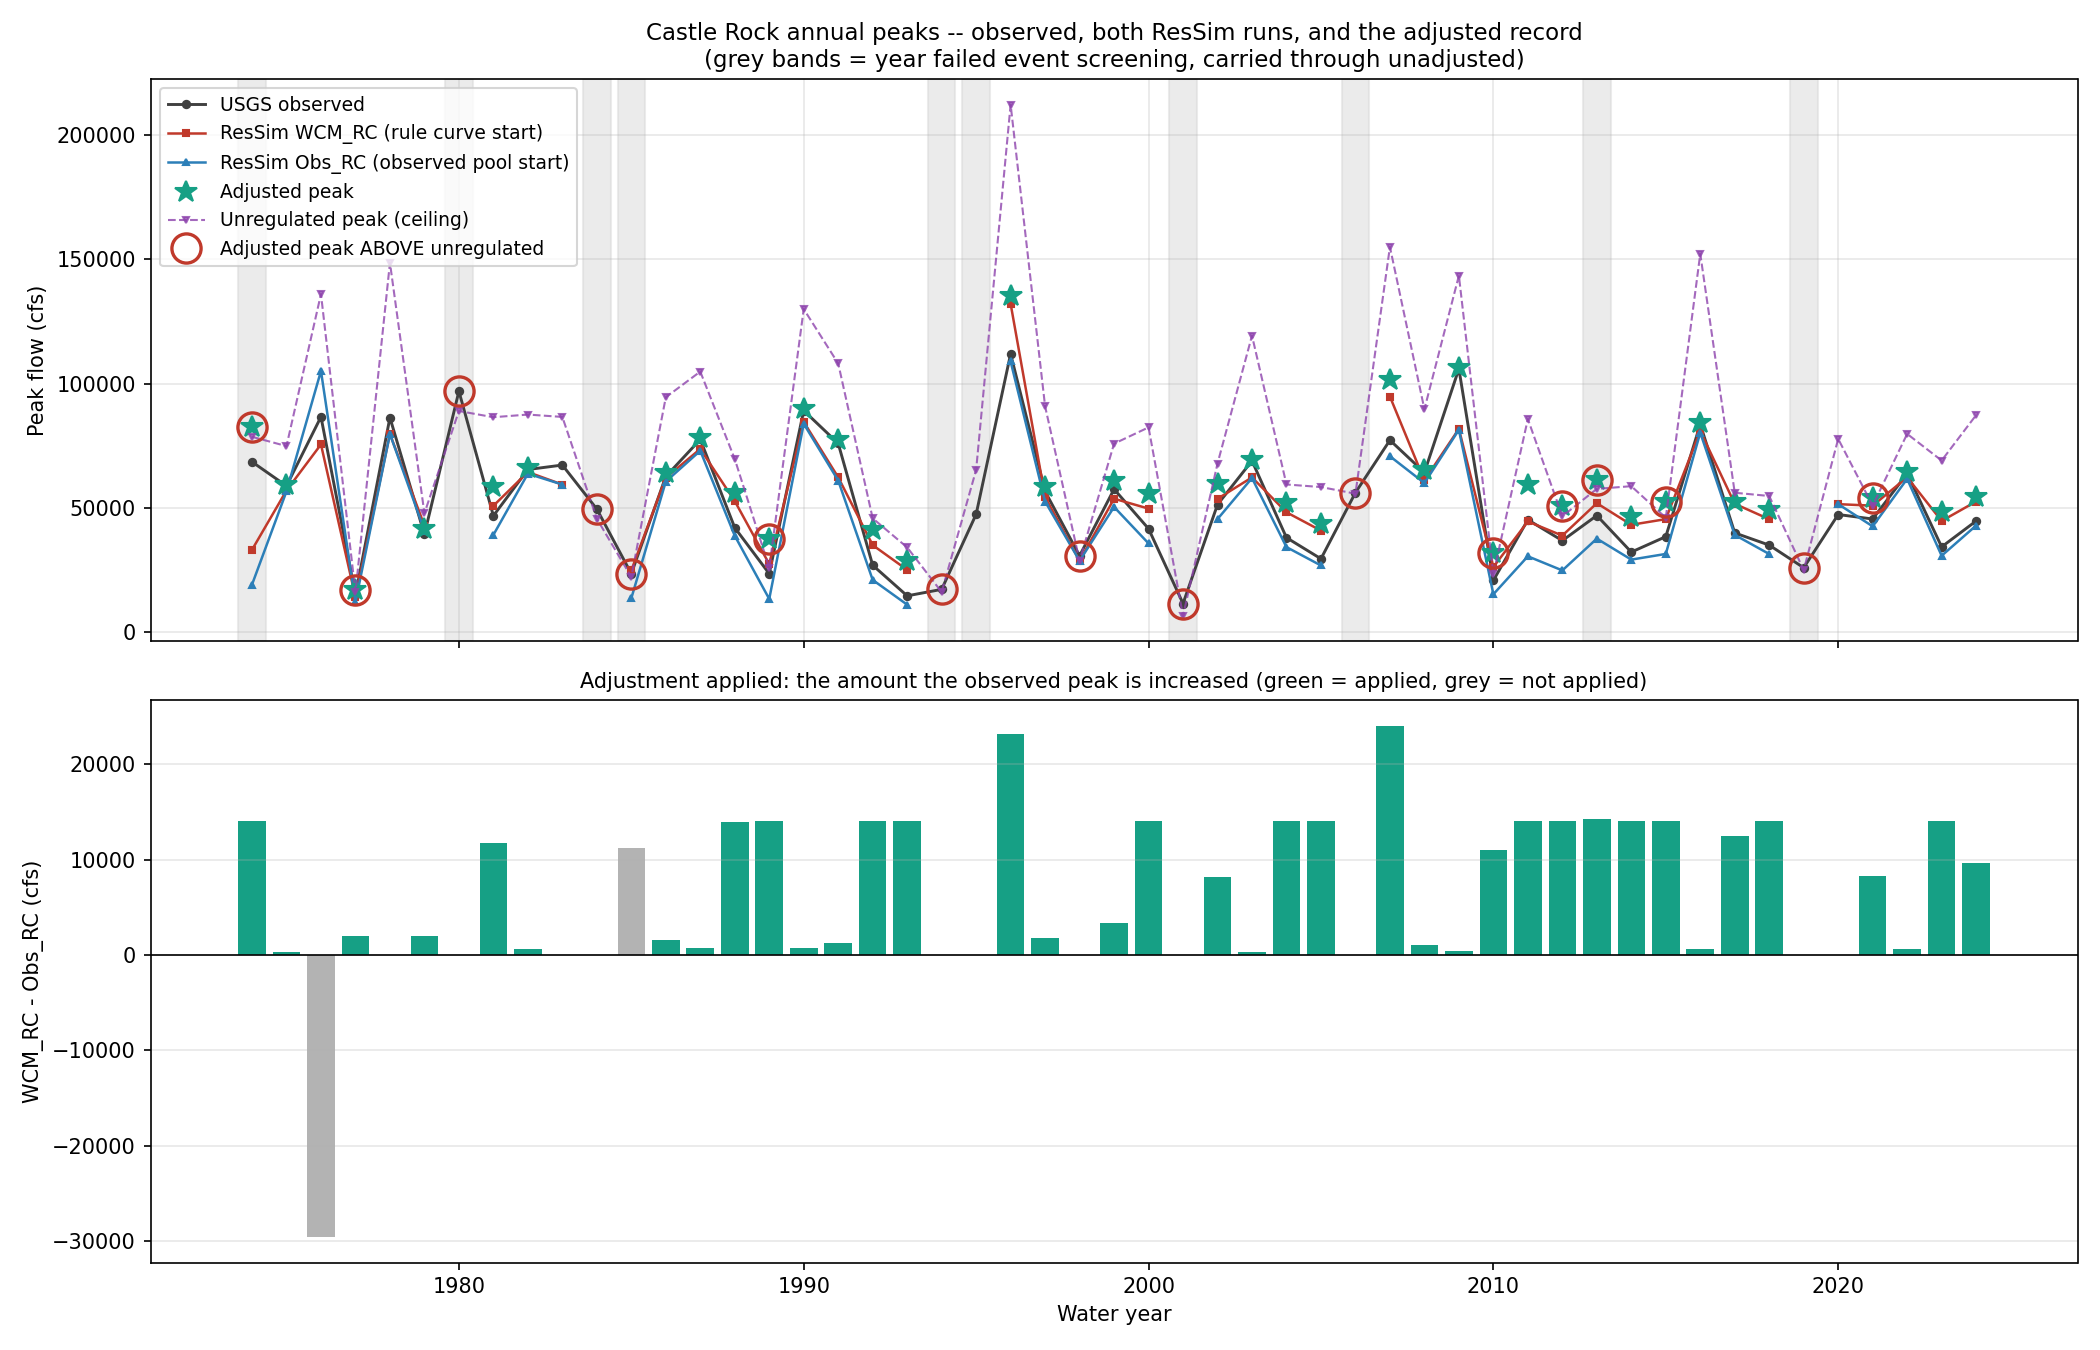 Castle Rock annual peaks -- observed, both ResSim runs, and the adjusted record
(grey bands = year failed event screening, carried through unadjusted)
USGS observed
ResSim WCM_RC (rule curve start)
ResSim Obs_RC (observed pool start)
Adjusted peak
Unregulated peak (ceiling)
Adjusted peak ABOVE unregulated
Peak flow (cfs)
200000
150000
100000
50000
0
Adjustment applied: the amount the observed peak is increased (green = applied, grey = not applied)
WCM_RC - Obs_RC (cfs)
20000
10000
0
−10000
−20000
−30000
1980
1990
2000
2010
2020
Water year